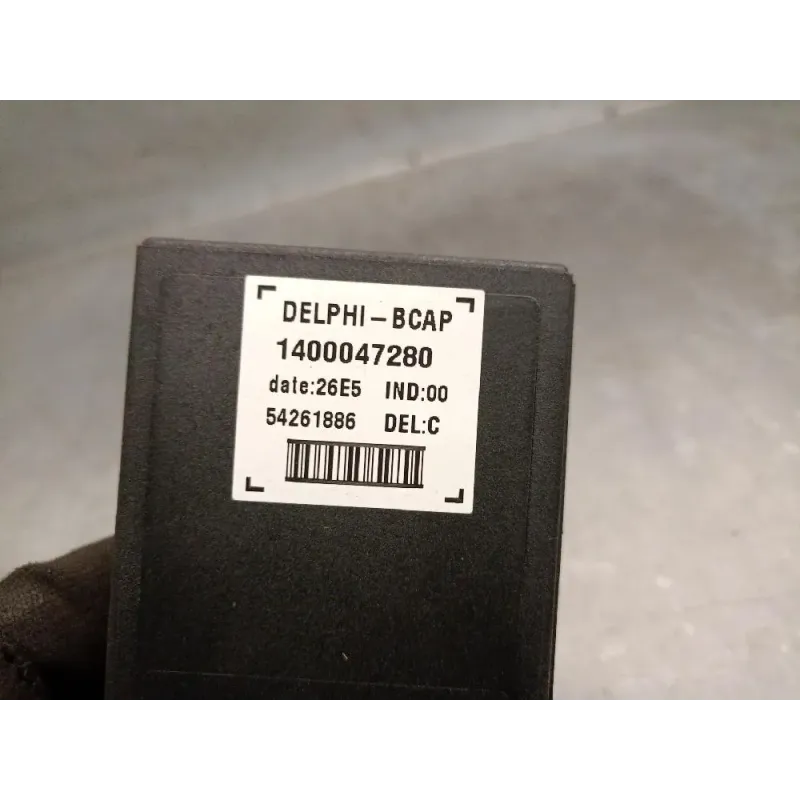 DELPHI-BCAP
1400047280
date:26E5 IND:00
54261886 DEL:C